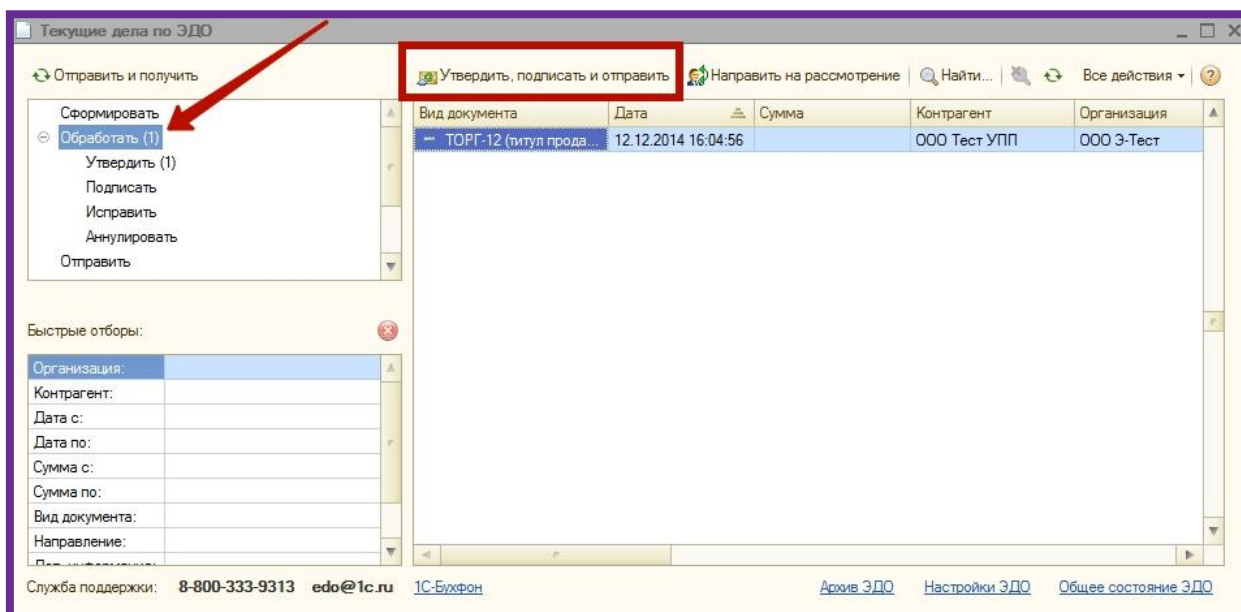 Текущие дела по ЭДО
Отправить и получить
Утвердить, подписать и отправить Направить на рассмотрение Найти... Все действия
Сформировать
Обработать (1)
Утвердить (1)
Подписать
Исправить
Аннулировать
Отправить
Вид документа Дата Сумма Контрагент Организация
ТОРГ-12 (титул прода... 12.12.2014 16:04:56 ООО Тест УПП ООО Э-Тест
Быстрые отборы:
Организация:
Контрагент:
Дата с:
Дата по:
Сумма с:
Сумма по:
Вид документа:
Направление:
Служба поддержки: 8-800-333-9313 edo@1c.ru 1С-Бухфон Архив ЭДО Настройки ЭДО Общее состояние ЭДО